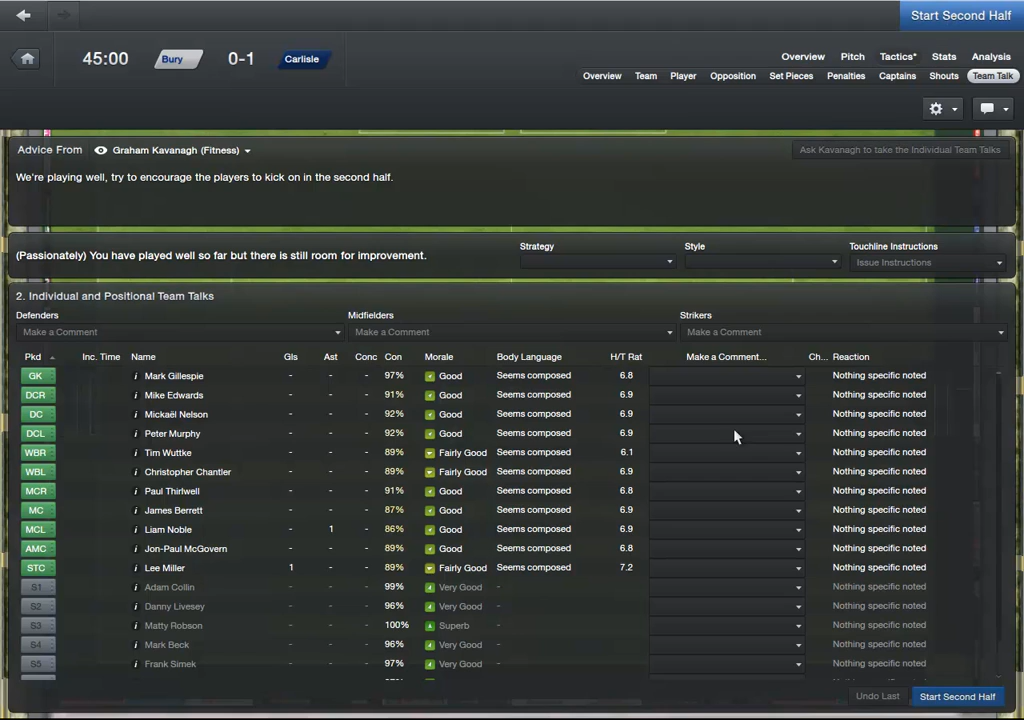 Start Second Half
45:00 Bury 0-1 Carlisle
Overview Pitch Tactics* Stats Analysis
Overview Team Player Opposition Set Pieces Penalties Captains Shouts Team Talk
Advice From Graham Kavanagh (Fitness) Ask Kavanagh to take the Individual Team Talks
We're playing well, try to encourage the players to kick on in the second half.
Strategy Style Touchline Instructions
(Passionately) You have played well so far but there is still room for improvement. Issue Instructions
2. Individual and Positional Team Talks
Defenders Midfielders Strikers
Make a Comment Make a Comment Make a Comment
Pkd Inc. Time Name Gls Ast Conc Con Morale Body Language H/T Rat Make a Comment... Ch... Reaction
GK i Mark Gillespie - - - 97% Good Seems composed 6.8 Nothing specific noted
DCR i Mike Edwards - - - 91% Good Seems composed 6.9 Nothing specific noted
DC i Mickaël Nelson - - - 92% Good Seems composed 6.9 Nothing specific noted
DCL i Peter Murphy - - - 92% Good Seems composed 6.9 Nothing specific noted
WBR i Tim Wuttke - - - 89% Fairly Good Seems composed 6.1 Nothing specific noted
WBL i Christopher Chantler - - - 89% Fairly Good Seems composed 6.9 Nothing specific noted
MCR i Paul Thirlwell - - - 91% Good Seems composed 6.8 Nothing specific noted
MC i James Berrett - - - 87% Good Seems composed 6.9 Nothing specific noted
MCL i Liam Noble - 1 - 86% Good Seems composed 6.9 Nothing specific noted
AMC i Jon-Paul McGovern - - - 89% Good Seems composed 6.8 Nothing specific noted
STC i Lee Miller 1 - - 89% Fairly Good Seems composed 7.2 Nothing specific noted
S1 i Adam Collin - - - 99% Very Good - Nothing specific noted
S2 i Danny Livesey - - - 96% Very Good - Nothing specific noted
S3 i Matty Robson - - - 100% Superb - Nothing specific noted
S4 i Mark Beck - - - 96% Very Good - Nothing specific noted
S5 i Frank Simek - - - 97% Very Good - Nothing specific noted
Undo Last Start Second Half